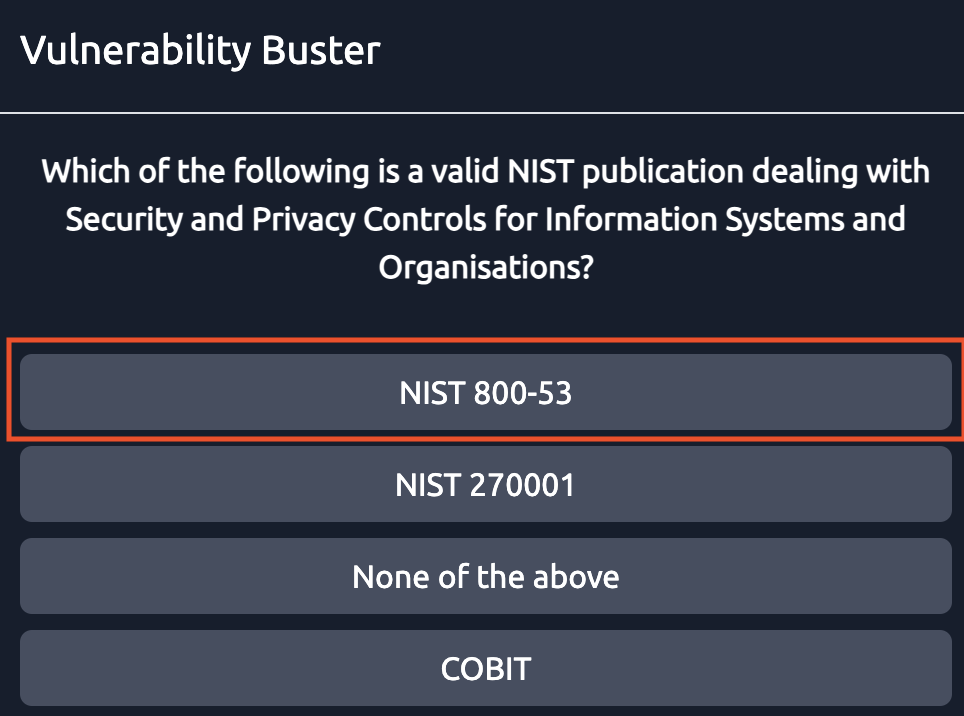 Vulnerability Buster
Which of the following is a valid NIST publication dealing with
Security and Privacy Controls for Information Systems and
Organisations?
NIST 800-53
NIST 270001
None of the above
COBIT